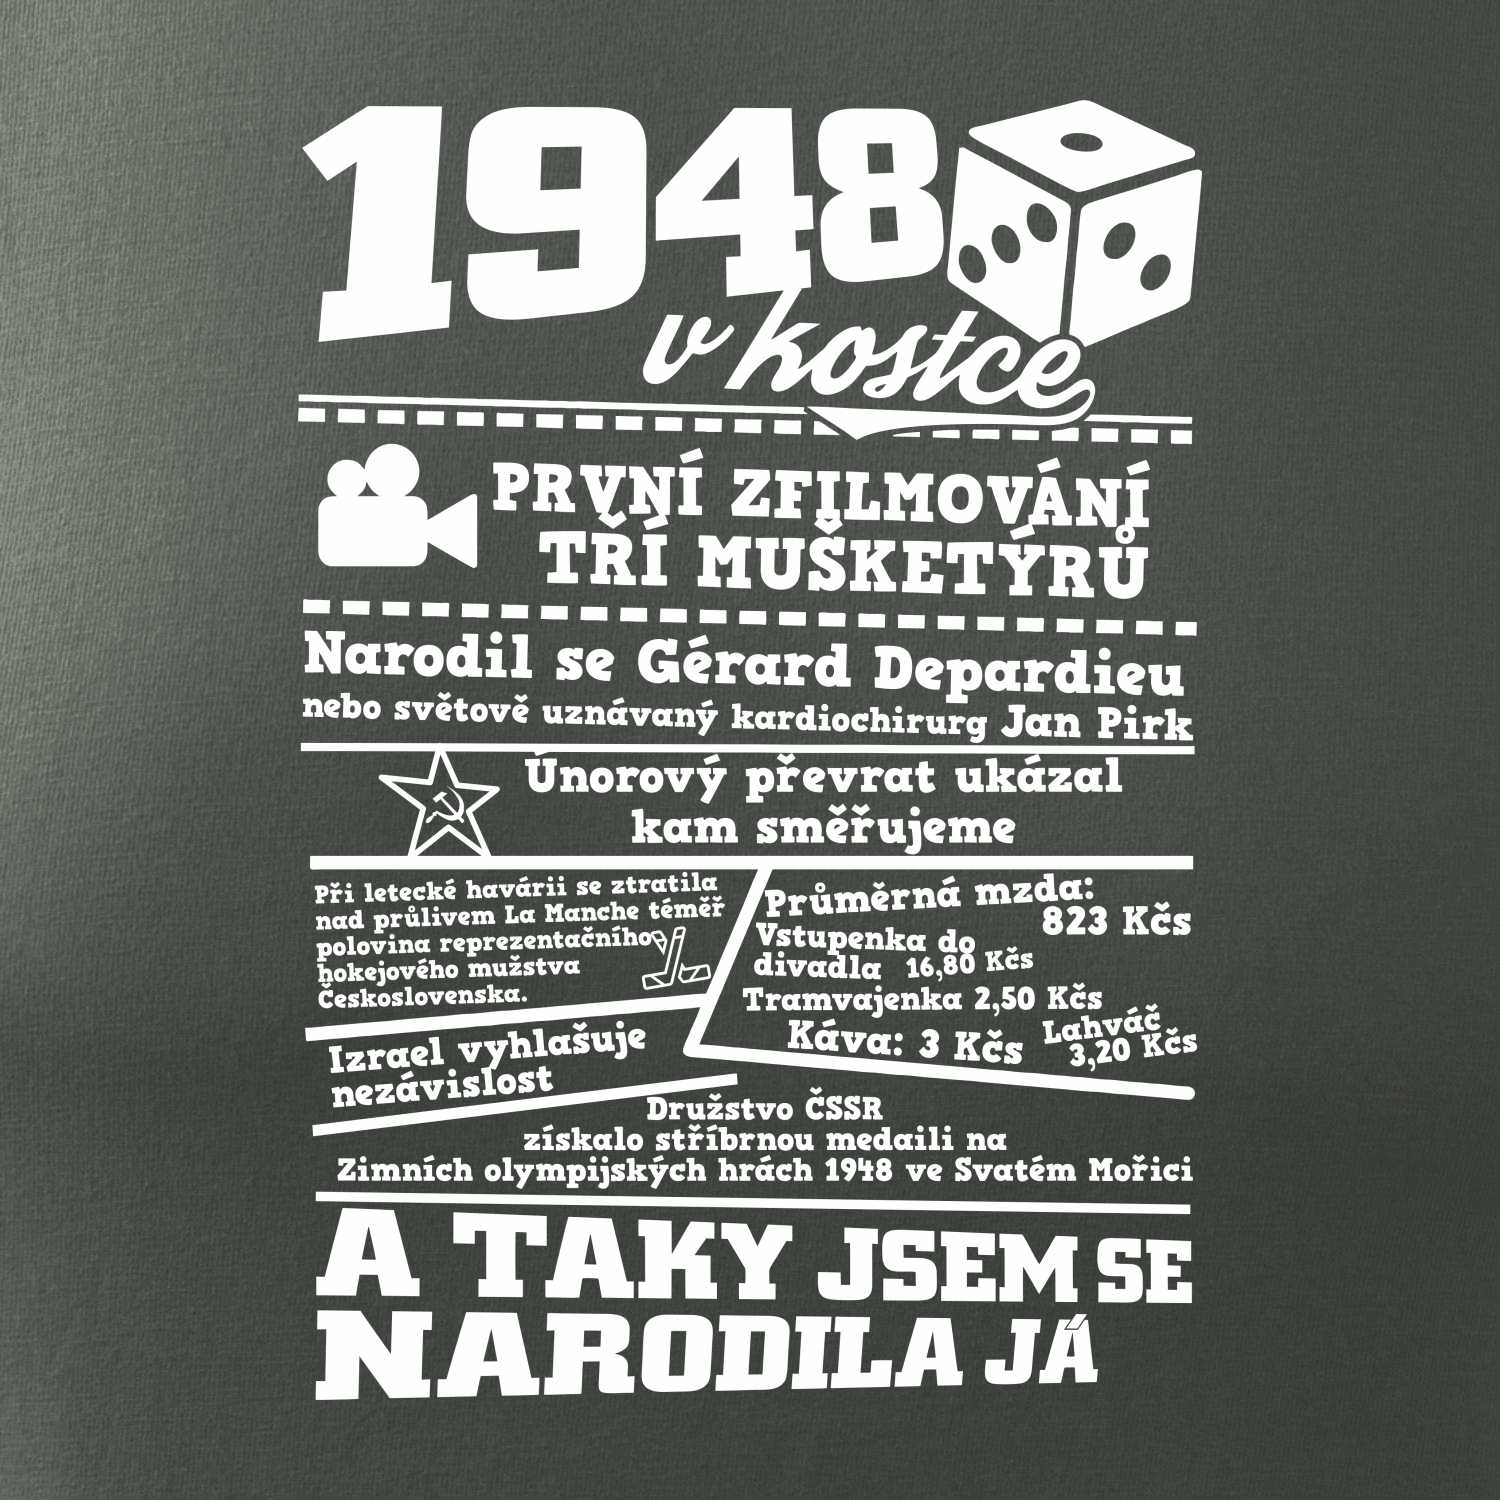 1948
v kostce
PRVNÍ ZFILMOVÁNÍ
TŘÍ MUŠKETÝRŮ
Narodil se Gérard Depardieu
nebo světově uznávaný kardiochirurg Jan Pirk
Únorový převrat ukázal
kam směřujeme
Při letecké havárii se ztratila
nad průlivem La Manche téměř
polovina reprezentačního
hokejového mužstva
Československa.
Průměrná mzda:
823 Kčs
Vstupenka do
divadla 16,80 Kčs
Tramvajenka 2,50 Kčs
Káva: 3 Kčs
Lahváč
3,20 Kčs
Izrael vyhlašuje
nezávislost
Družstvo ČSSR
získalo stříbrnou medaili na
Zimních olympijských hrách 1948 ve Svatém Mořici
A TAKY JSEM SE
NARODILA JÁ